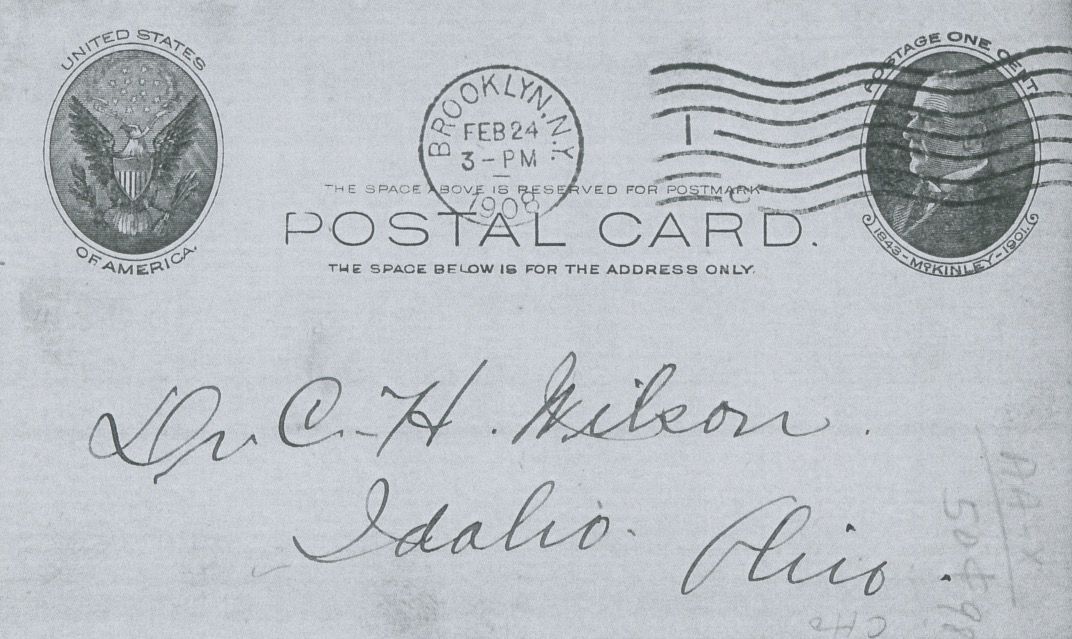 UNITED STATES
OF AMERICA.
BROOKLYN, N.Y.
FEB 24
3 - PM
1908
1
C
POSTAGE ONE CENT
1843 - McKINLEY - 1901.
THE SPACE ABOVE IS RESERVED FOR POSTMARK
POSTAL CARD.
THE SPACE BELOW IS FOR THE ADDRESS ONLY.
Dr C. H. Wilson.
Idaho. Ohio.